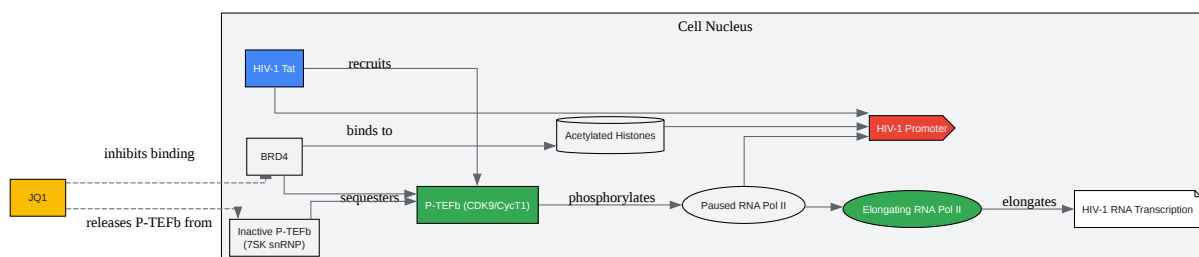 Cell Nucleus
HIV-1 Tat
recruits
HIV-1 Promoter
Acetylated Histones
binds to
BRD4
inhibits binding
JQ1
releases P-TEFb from
sequesters
P-TEFb (CDK9/CycT1)
phosphorylates
Paused RNA Pol II
Elongating RNA Pol II
elongates
HIV-1 RNA Transcription
Inactive P-TEFb
(7SK snRNP)